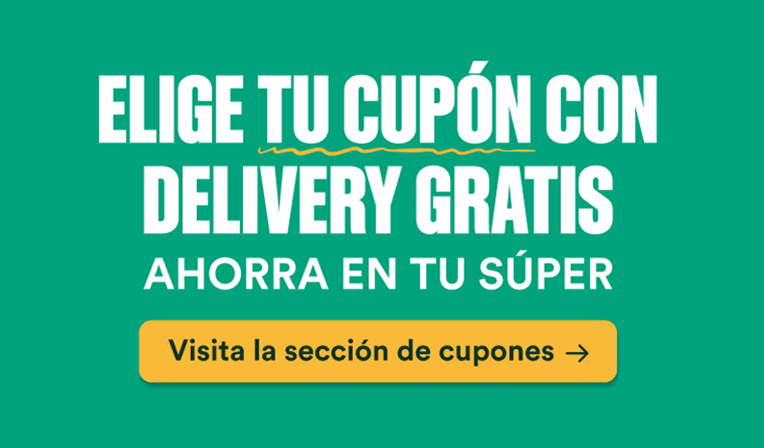 ELIGE TU CUPÓN CON
DELIVERY GRATIS
AHORRA EN TU SÚPER
Visita la sección de cupones →